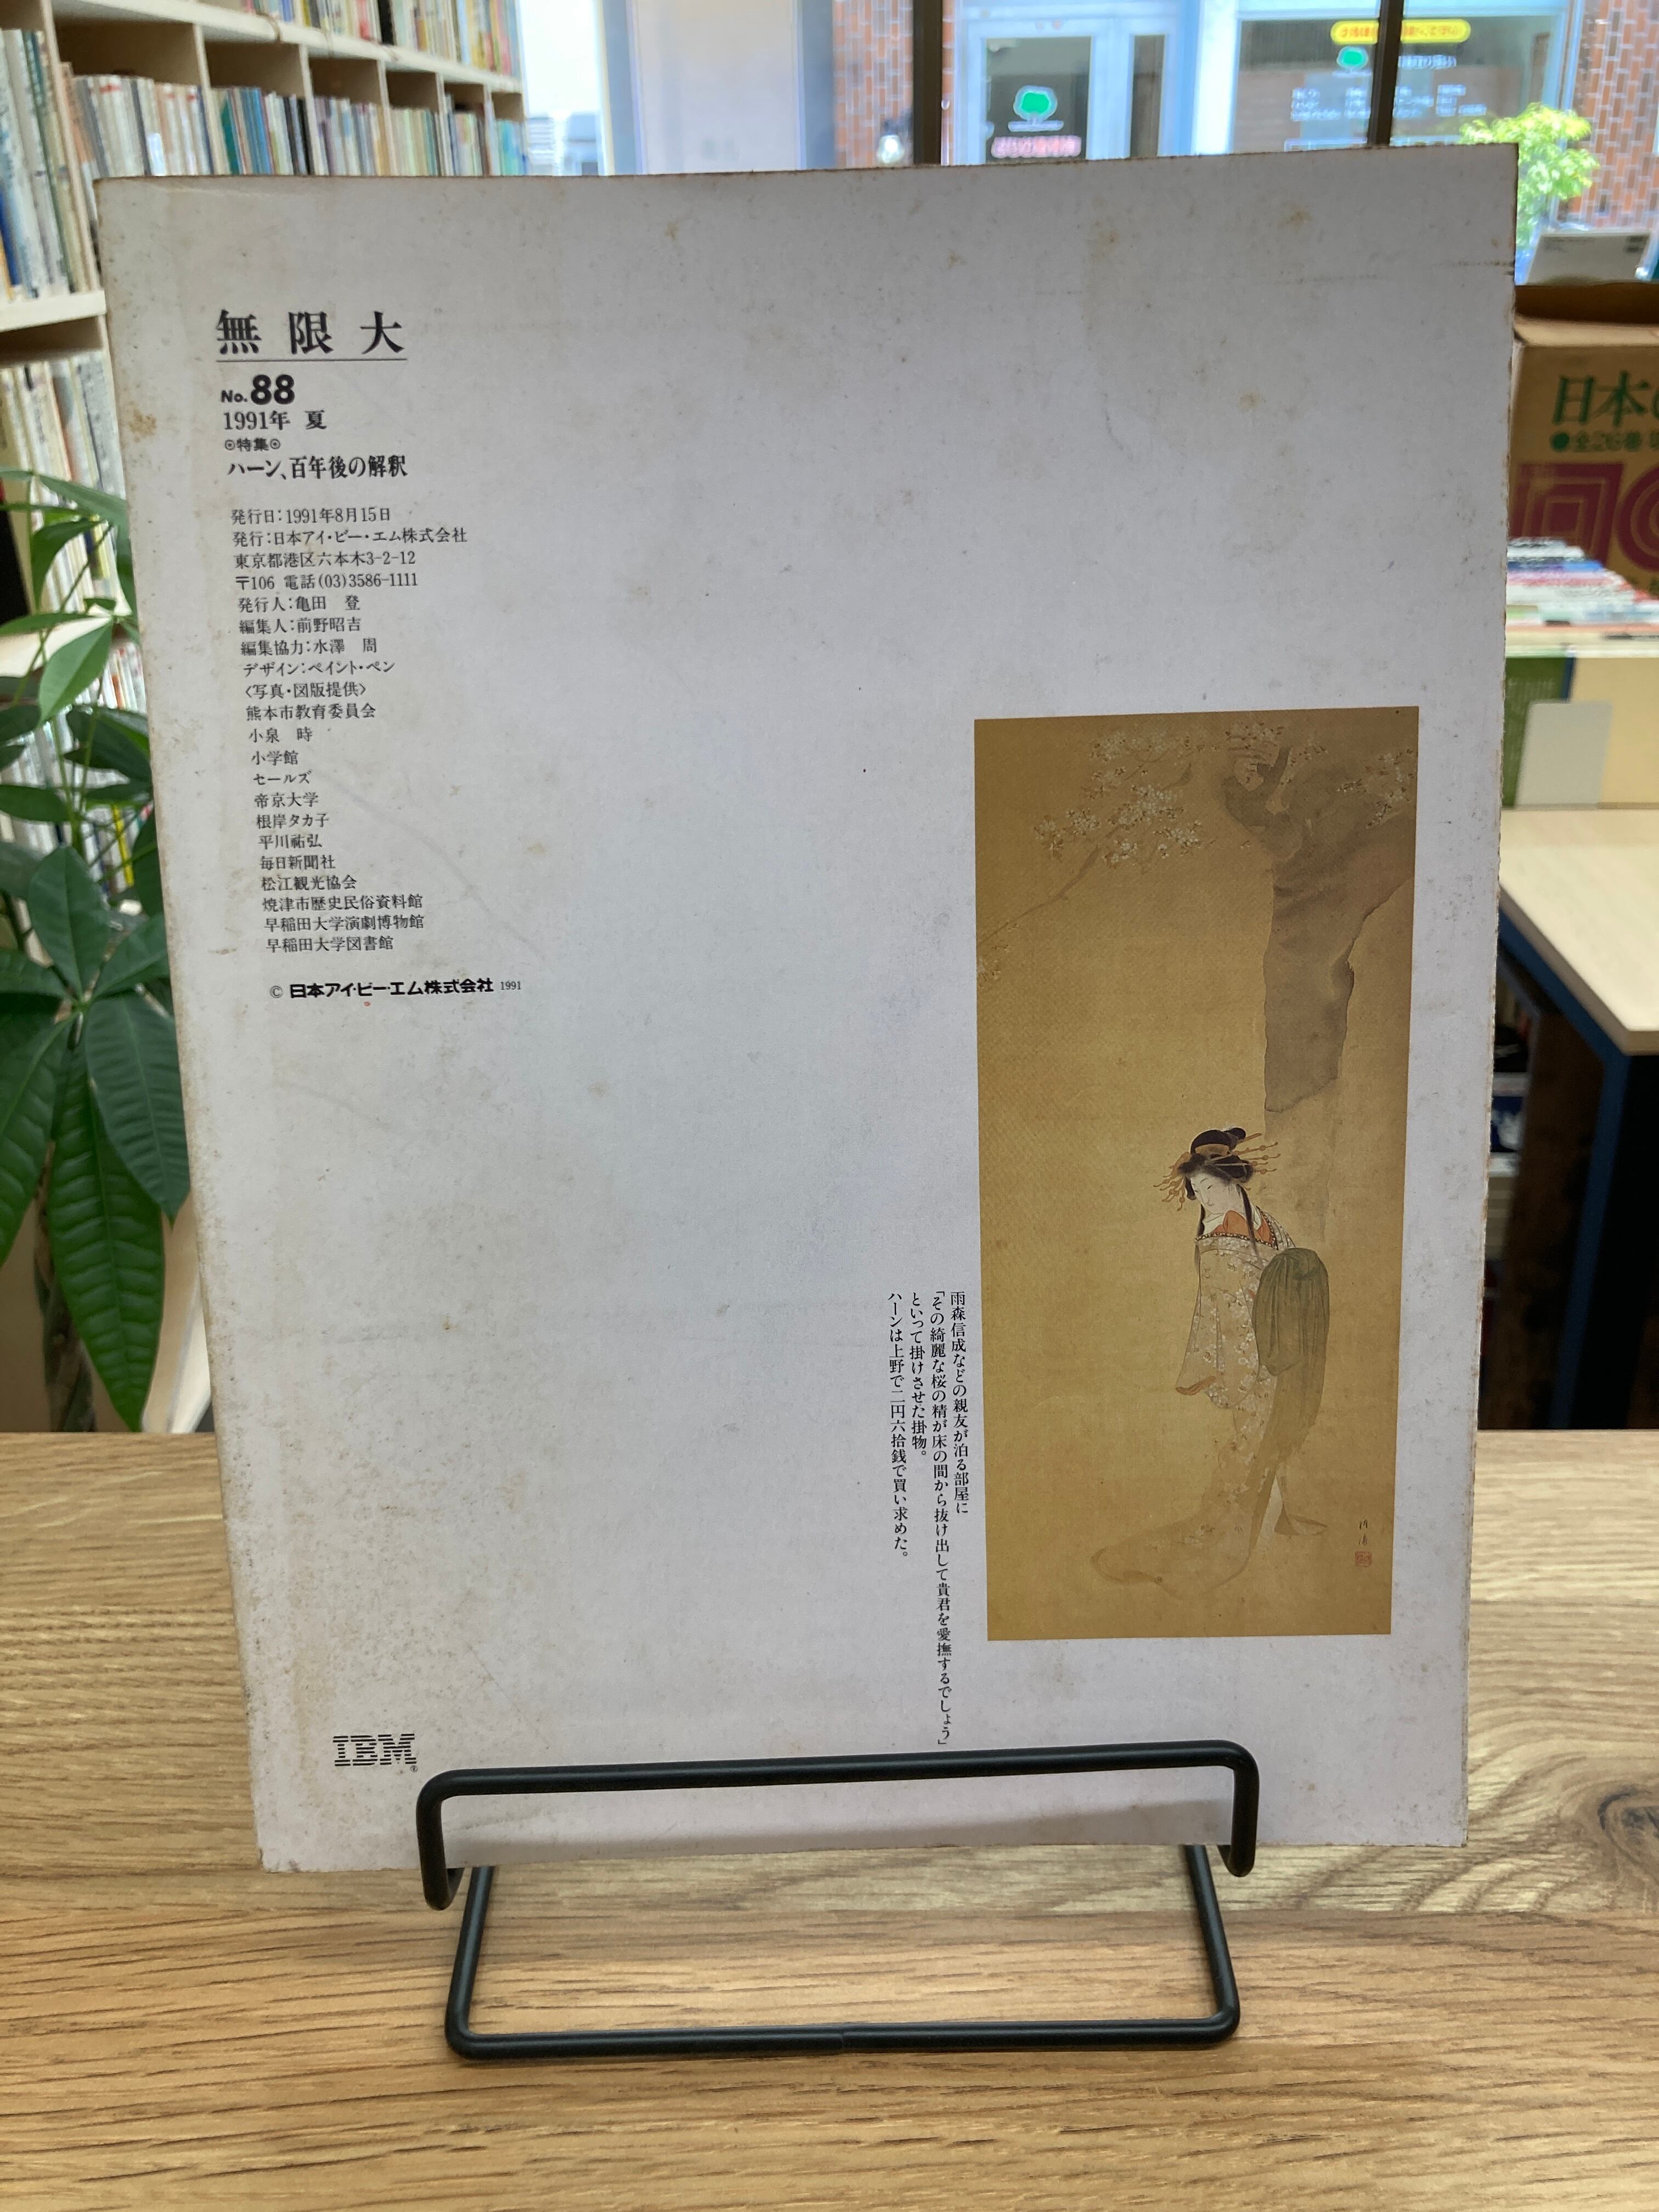 無限大
No.88
1991年 夏
⦿特集⦿
ハーン、百年後の解釈
発行日:1991年8月15日
発行:日本アイ・ビー・エム株式会社
東京都港区六本木3-2-12
〒106 電話(03)3586-1111
発行人:亀田 登
編集人:前野昭吉
編集協力:水澤 周
デザイン:ペイント・ペン
〈写真・図版提供〉
熊本市教育委員会
小泉 時
小学館
セールズ
帝京大学
根岸タカ子
平川祐弘
毎日新聞社
松江観光協会
焼津市歴史民俗資料館
早稲田大学演劇博物館
早稲田大学図書館
© 日本アイ・ビー・エム株式会社 1991
雨森信成などの親友が泊る部屋に
「その綺麗な桜の精が床の間から抜け出して貴君を愛撫するでしょう」
といって掛けさせた掛物。
ハーンは上野で二円六拾銭で買い求めた。
IBM®
日本の
●全26巻